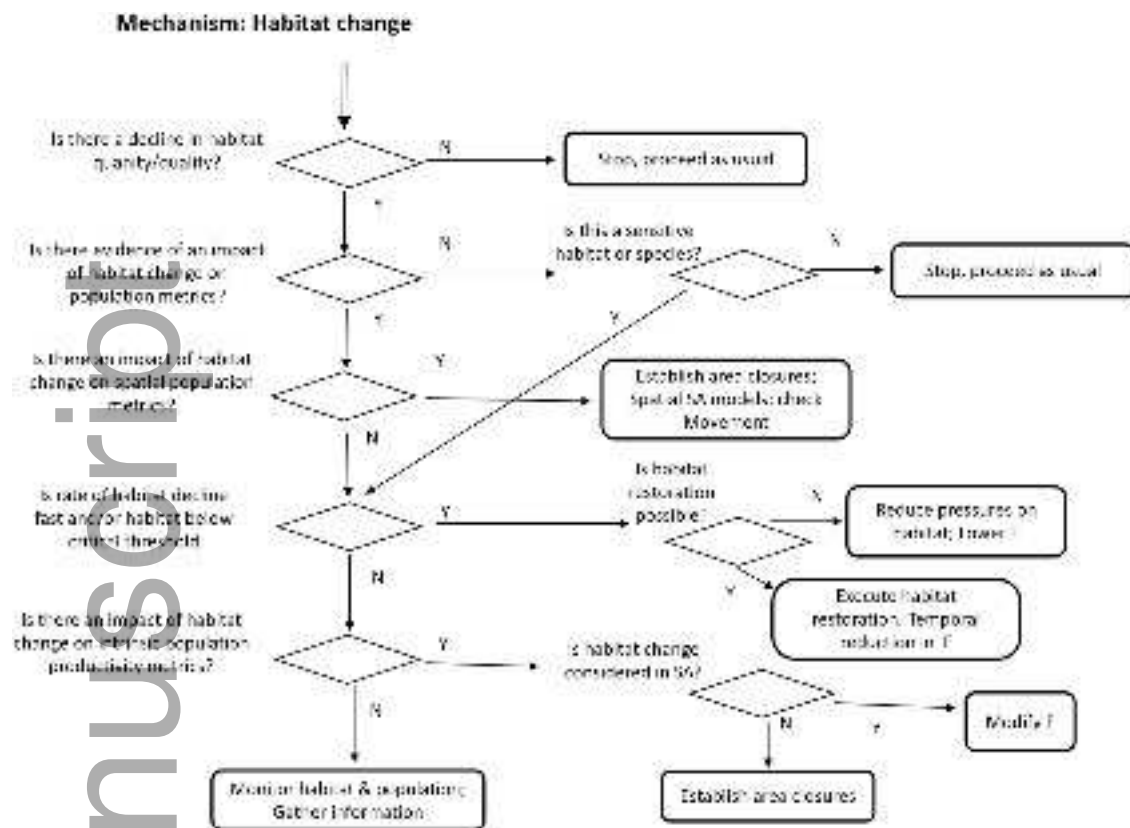 Mechanism: Habitat change
Is there a decline in habitat
quanity/quality?
N
Stop, proceed as usual
Y
Is there evidence of an impact
of habitat change on
population metrics?
N
Is this a sensitive
habitat or species?
N
Stop, proceed as usual
Y
Y
Is there an impact of habitat
change on spatial population
metrics?
Y
Establish area closures;
Spatial SA models; check
Movement
N
Is rate of habitat decline
fast and/or habitat below
critical threshold
Y
Is habitat
restoration
possible?
N
Reduce pressures on
habitat; Lower F
Y
Execute habitat
restoration. Temporal
reduction in F
N
Is there an impact of habitat
change on intrinsic population
productivity metrics?
Y
Is habitat change
considered in SA?
Y
Modify F
N
Establish area closures
N
Monitor habitat & population;
Gather information
nuscript